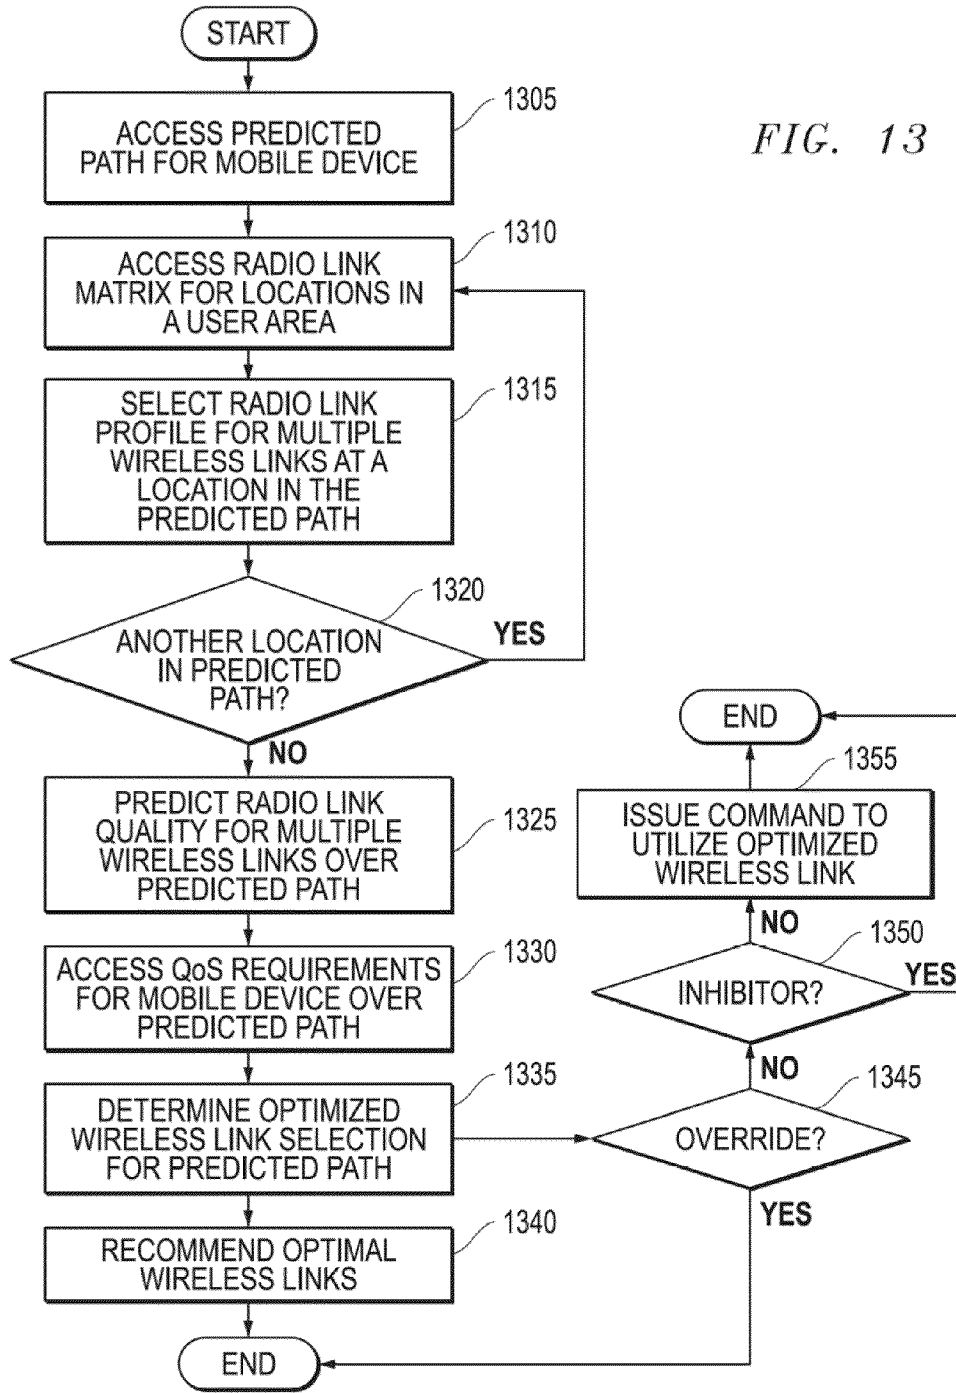 START
1305
ACCESS PREDICTED
PATH FOR MOBILE DEVICE
FIG. 13
1310
ACCESS RADIO LINK
MATRIX FOR LOCATIONS IN
A USER AREA
1315
SELECT RADIO LINK
PROFILE FOR MULTIPLE
WIRELESS LINKS AT A
LOCATION IN THE
PREDICTED PATH
1320
ANOTHER LOCATION
IN PREDICTED
PATH?
YES
NO
1325
PREDICT RADIO LINK
QUALITY FOR MULTIPLE
WIRELESS LINKS OVER
PREDICTED PATH
1330
ACCESS QoS REQUIREMENTS
FOR MOBILE DEVICE OVER
PREDICTED PATH
1335
DETERMINE OPTIMIZED
WIRELESS LINK SELECTION
FOR PREDICTED PATH
1340
RECOMMEND OPTIMAL
WIRELESS LINKS
END
END
1355
ISSUE COMMAND TO
UTILIZE OPTIMIZED
WIRELESS LINK
NO
1350
INHIBITOR?
YES
NO
1345
OVERRIDE?
YES